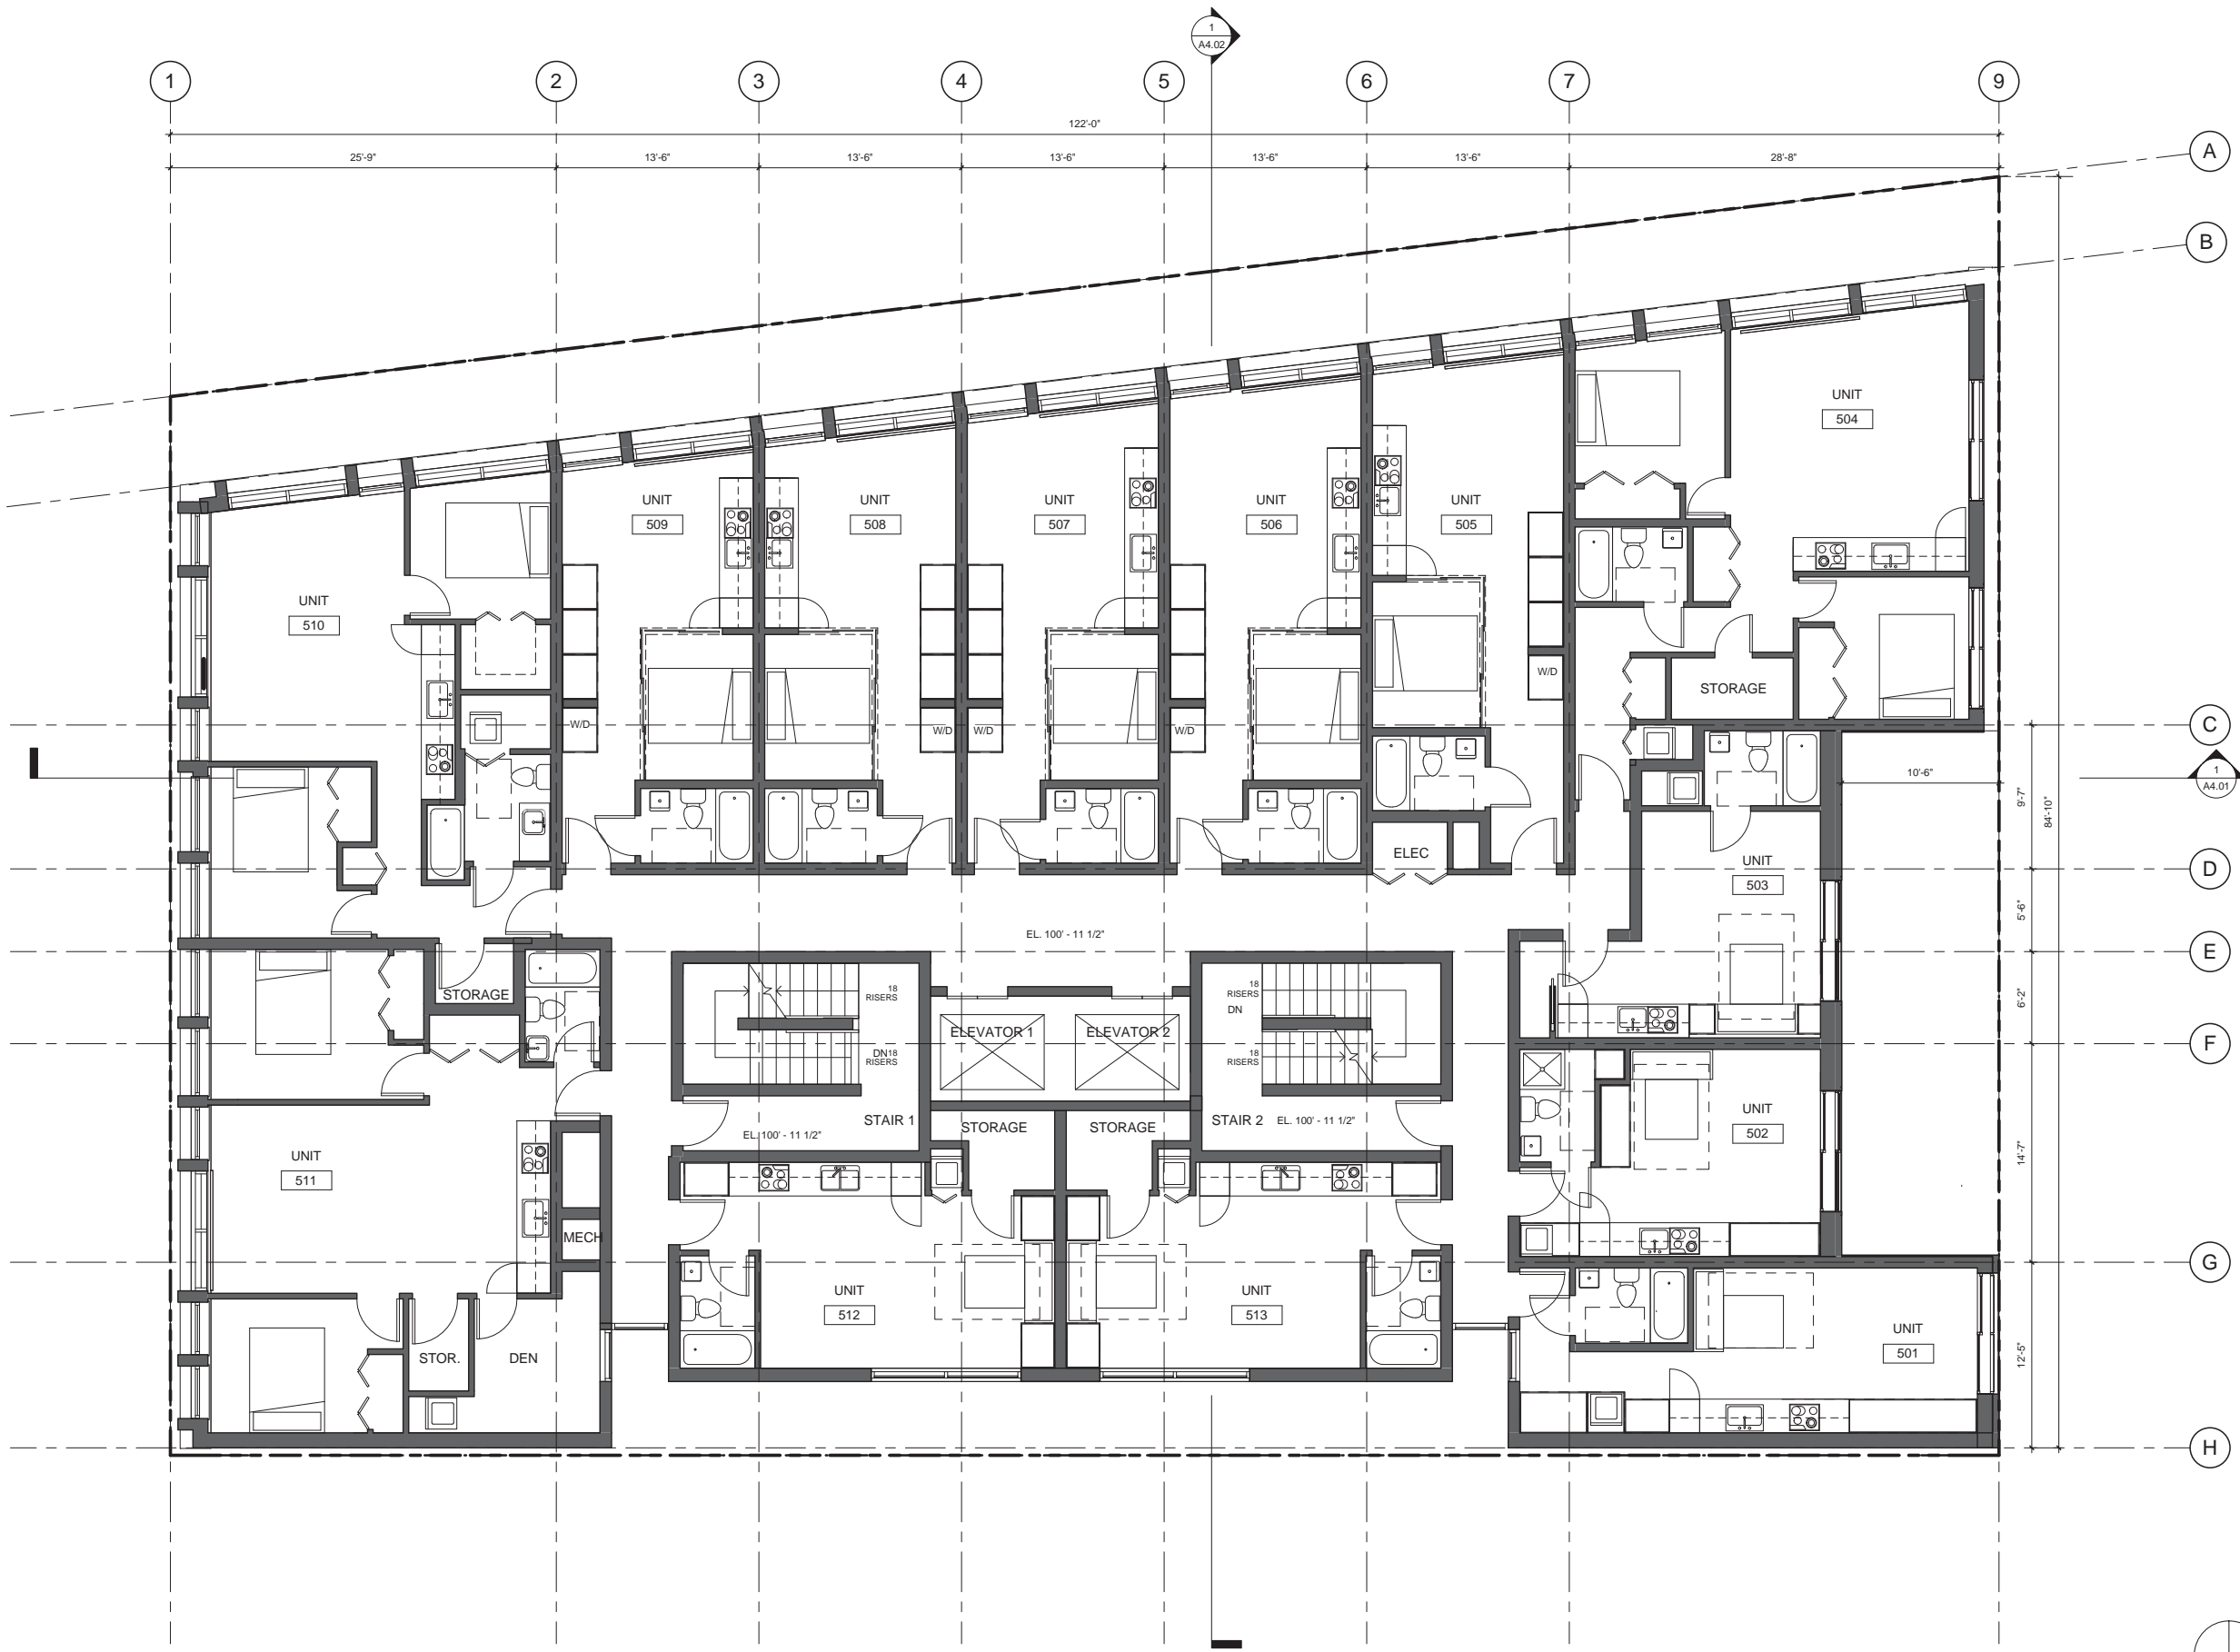 1
A4.02
1
2
3
4
5
6
7
9
122'-0"
25'-9"
13'-6"
13'-6"
13'-6"
13'-6"
13'-6"
28'-8"
A
B
UNIT
504
UNIT
509
UNIT
508
UNIT
507
UNIT
506
UNIT
505
UNIT
510
W/D
STORAGE
W/D
W/D
W/D
W/D
C
10'-6"
1
A4.01
9'-7"
84'-10"
ELEC
UNIT
503
D
5'-6"
EL. 100' - 11 1/2"
E
STORAGE
18
RISERS
18
RISERS
DN
6'-2"
ELEVATOR 1
ELEVATOR 2
F
DN18
RISERS
18
RISERS
STAIR 1
STORAGE
STORAGE
STAIR 2
EL. 100' - 11 1/2"
EL. 100' - 11 1/2"
UNIT
502
14'-7"
UNIT
511
MECH
G
UNIT
512
UNIT
513
UNIT
501
STOR.
DEN
12'-5"
H